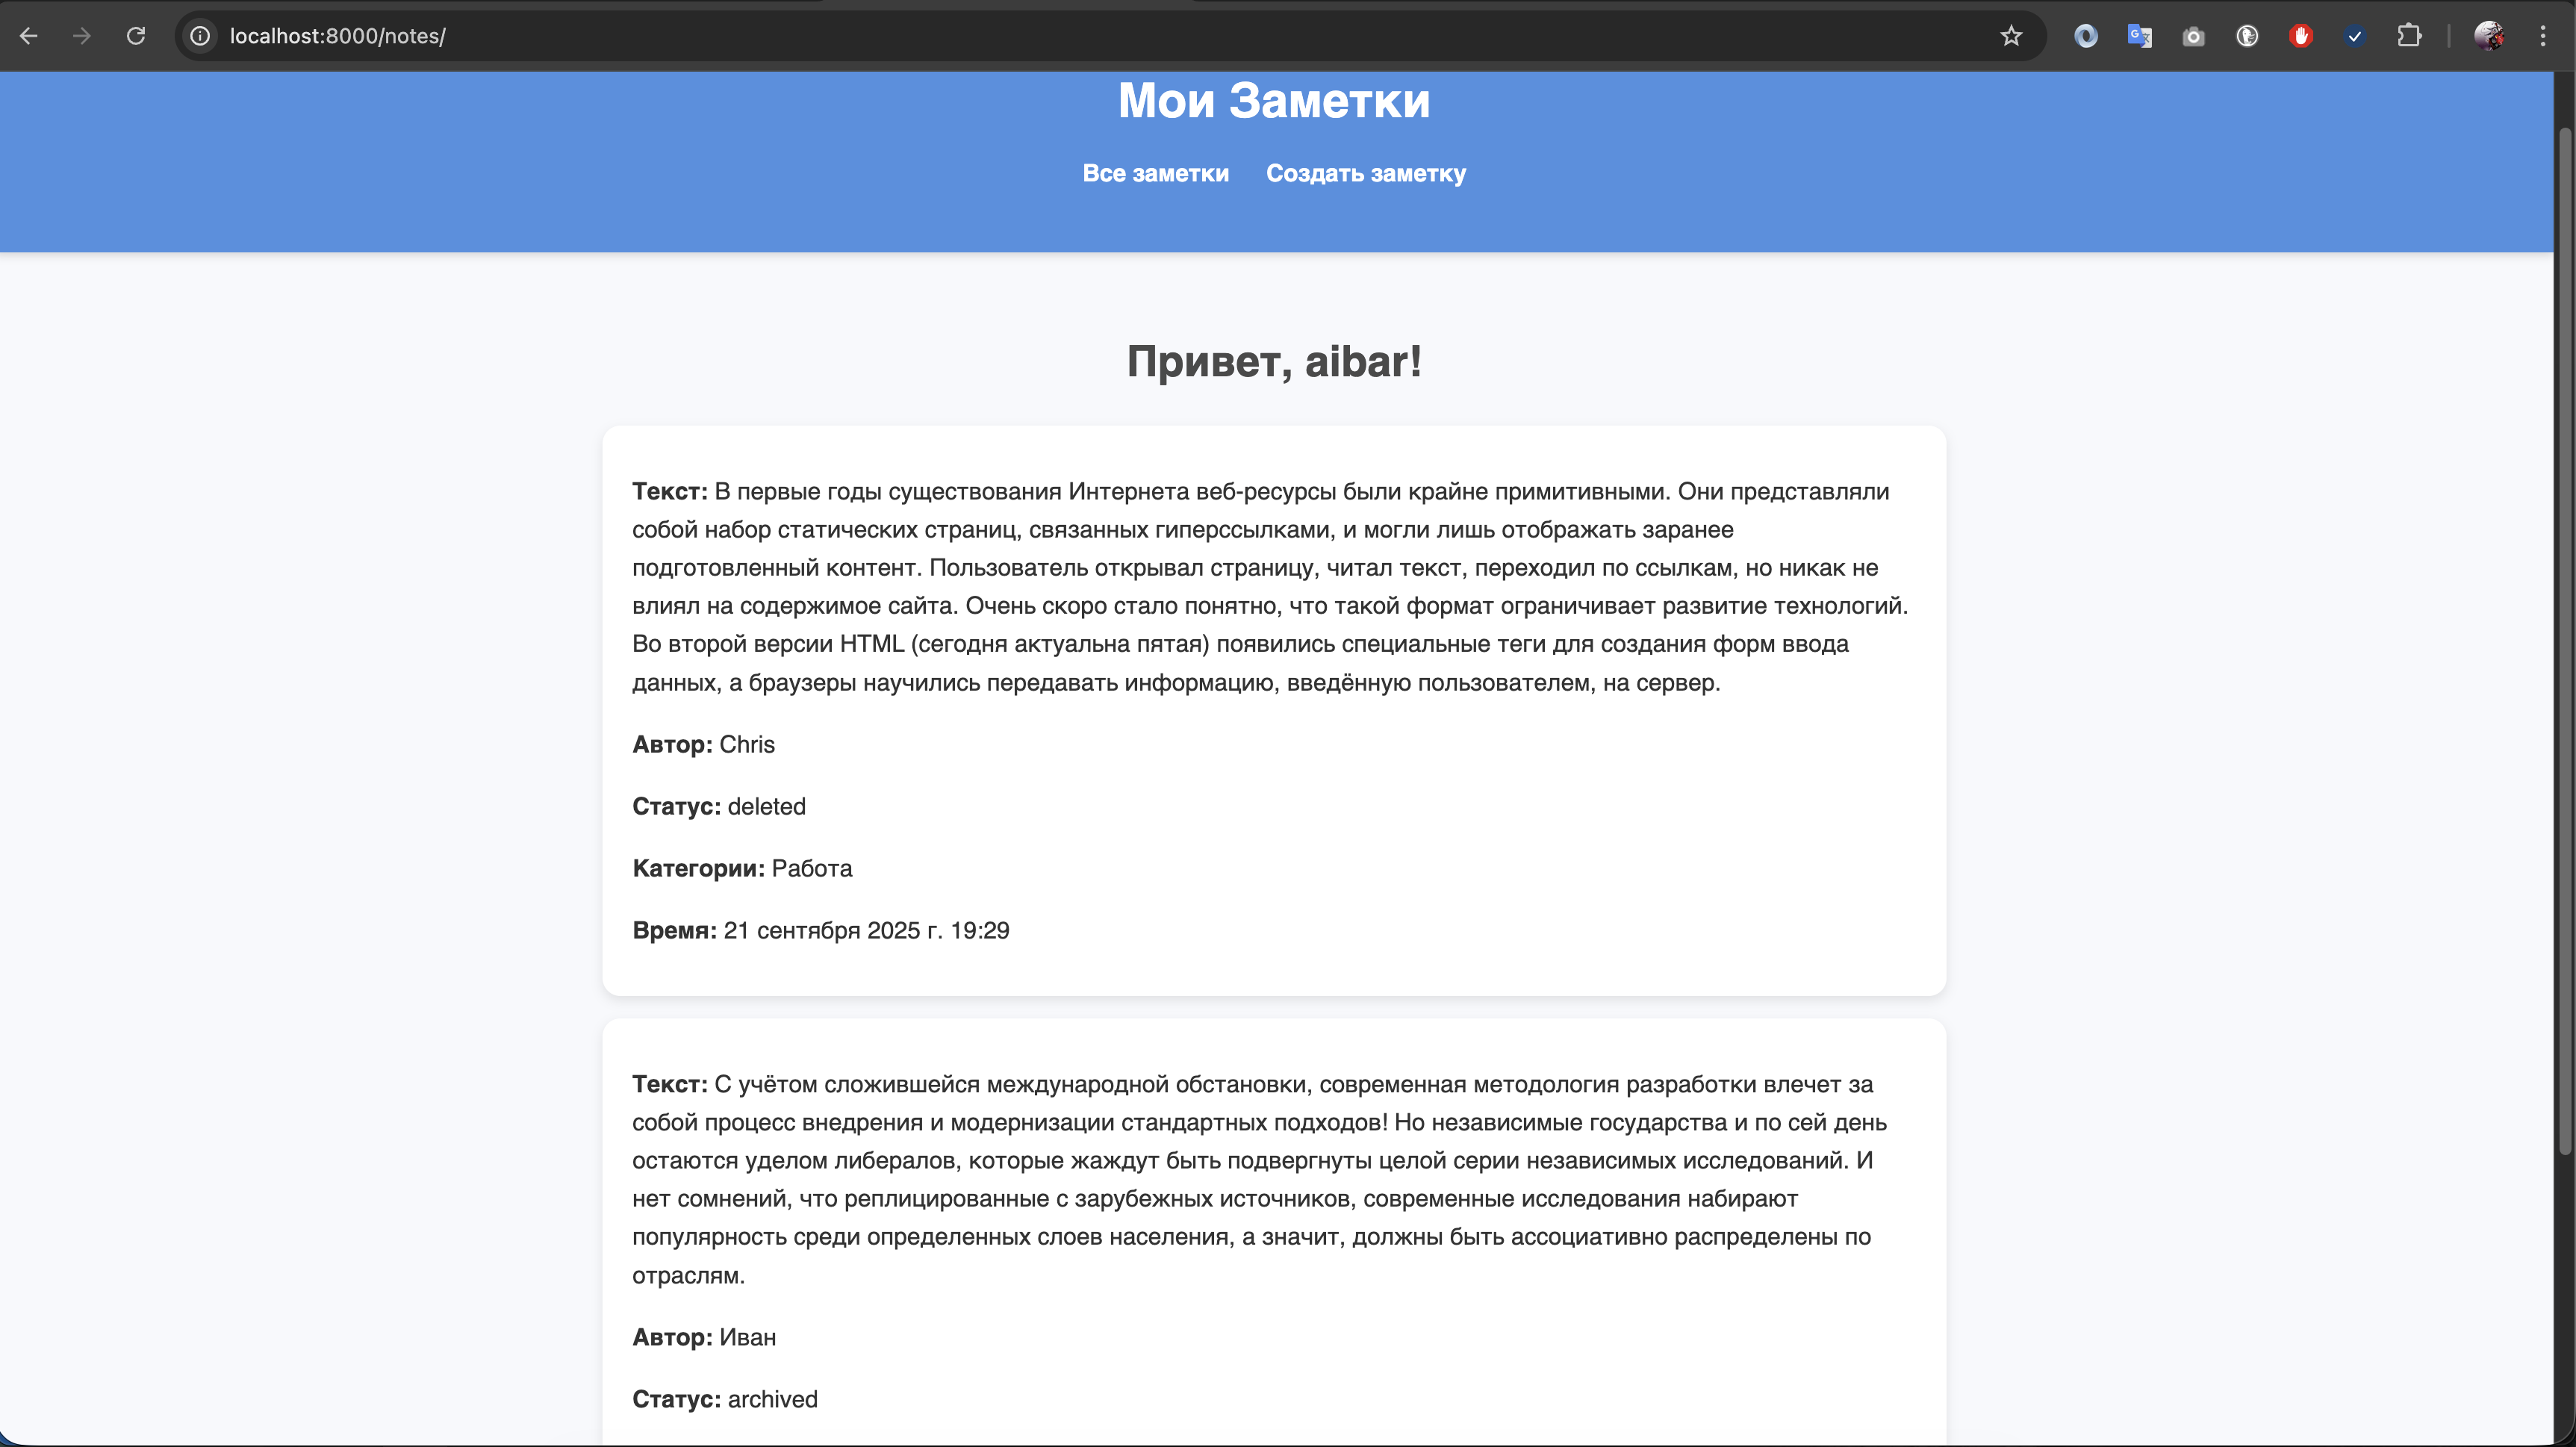 localhost:8000/notes/
Мои Заметки
Все заметки Создать заметку
Привет, aibar!
Текст: В первые годы существования Интернета веб-ресурсы были крайне примитивными. Они представляли
собой набор статических страниц, связанных гиперссылками, и могли лишь отображать заранее
подготовленный контент. Пользователь открывал страницу, читал текст, переходил по ссылкам, но никак не
влиял на содержимое сайта. Очень скоро стало понятно, что такой формат ограничивает развитие технологий.
Во второй версии HTML (сегодня актуальна пятая) появились специальные теги для создания форм ввода
данных, а браузеры научились передавать информацию, введённую пользователем, на сервер.
Автор: Chris
Статус: deleted
Категории: Работа
Время: 21 сентября 2025 г. 19:29
Текст: С учётом сложившейся международной обстановки, современная методология разработки влечет за
собой процесс внедрения и модернизации стандартных подходов! Но независимые государства и по сей день
остаются уделом либералов, которые жаждут быть подвергнуты целой серии независимых исследований. И
нет сомнений, что реплицированные с зарубежных источников, современные исследования набирают
популярность среди определенных слоев населения, а значит, должны быть ассоциативно распределены по
отраслям.
Автор: Иван
Статус: archived